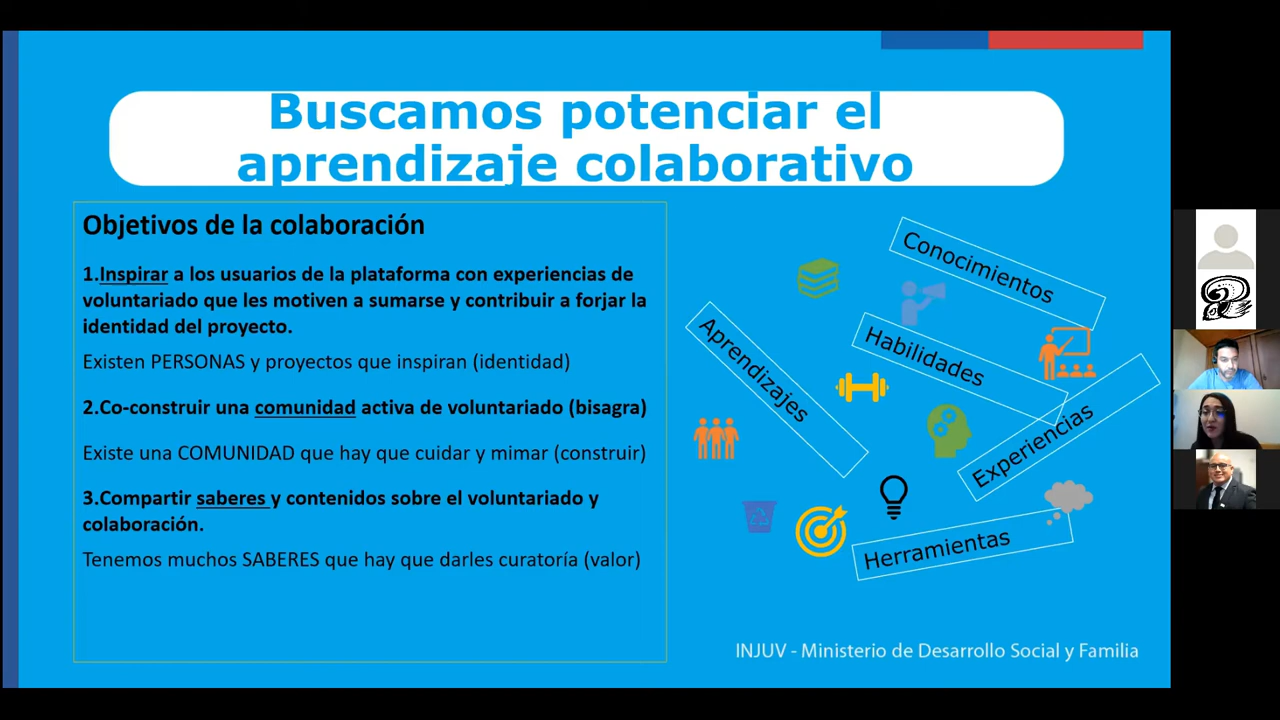 Buscamos potenciar el
aprendizaje colaborativo
Objetivos de la colaboración
1.Inspirar a los usuarios de la plataforma con experiencias de
voluntariado que les motiven a sumarse y contribuir a forjar la
identidad del proyecto.
Existen PERSONAS y proyectos que inspiran (identidad)
2.Co-construir una comunidad activa de voluntariado (bisagra)
Existe una COMUNIDAD que hay que cuidar y mimar (construir)
3.Compartir saberes y contenidos sobre el voluntariado y
colaboración.
Tenemos muchos SABERES que hay que darles curatoría (valor)
Conocimientos
Aprendizajes
Habilidades
Experiencias
Herramientas
INJUV - Ministerio de Desarrollo Social y Familia